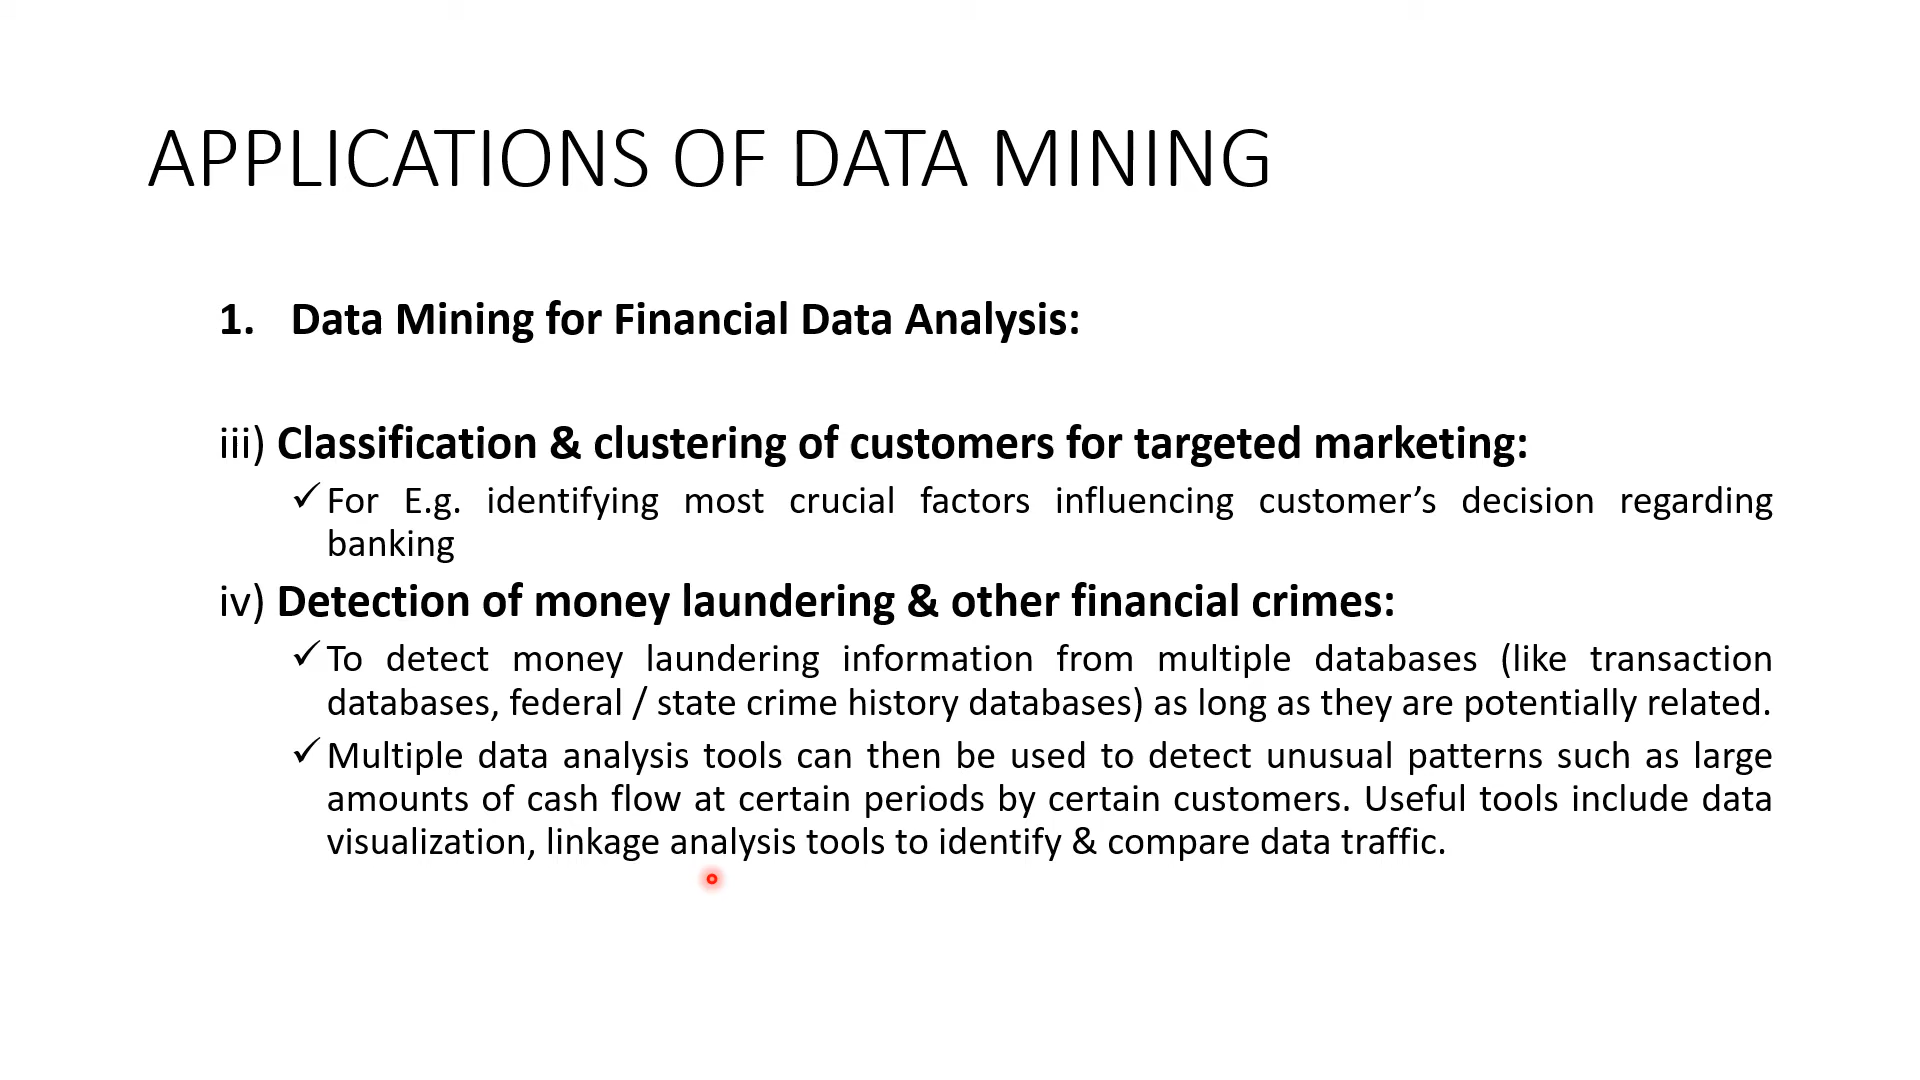 APPLICATIONS OF DATA MINING
1. Data Mining for Financial Data Analysis:
iii) Classification & clustering of customers for targeted marketing:
✓For E.g. identifying most crucial factors influencing customer’s decision regarding
banking
iv) Detection of money laundering & other financial crimes:
✓To detect money laundering information from multiple databases (like transaction
databases, federal / state crime history databases) as long as they are potentially related.
✓Multiple data analysis tools can then be used to detect unusual patterns such as large
amounts of cash flow at certain periods by certain customers. Useful tools include data
visualization, linkage analysis tools to identify & compare data traffic.